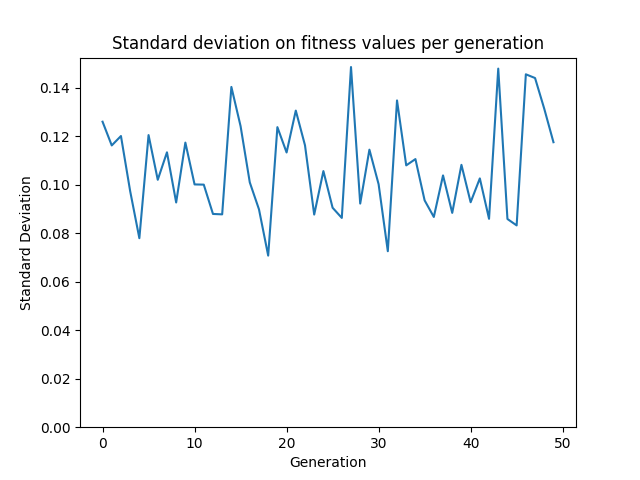 Standard deviation on fitness values per generation
0.14
0.12
0.10
0.08
0.06
0.04
0.02
0.00
Standard Deviation
0 10 20 30 40 50
Generation